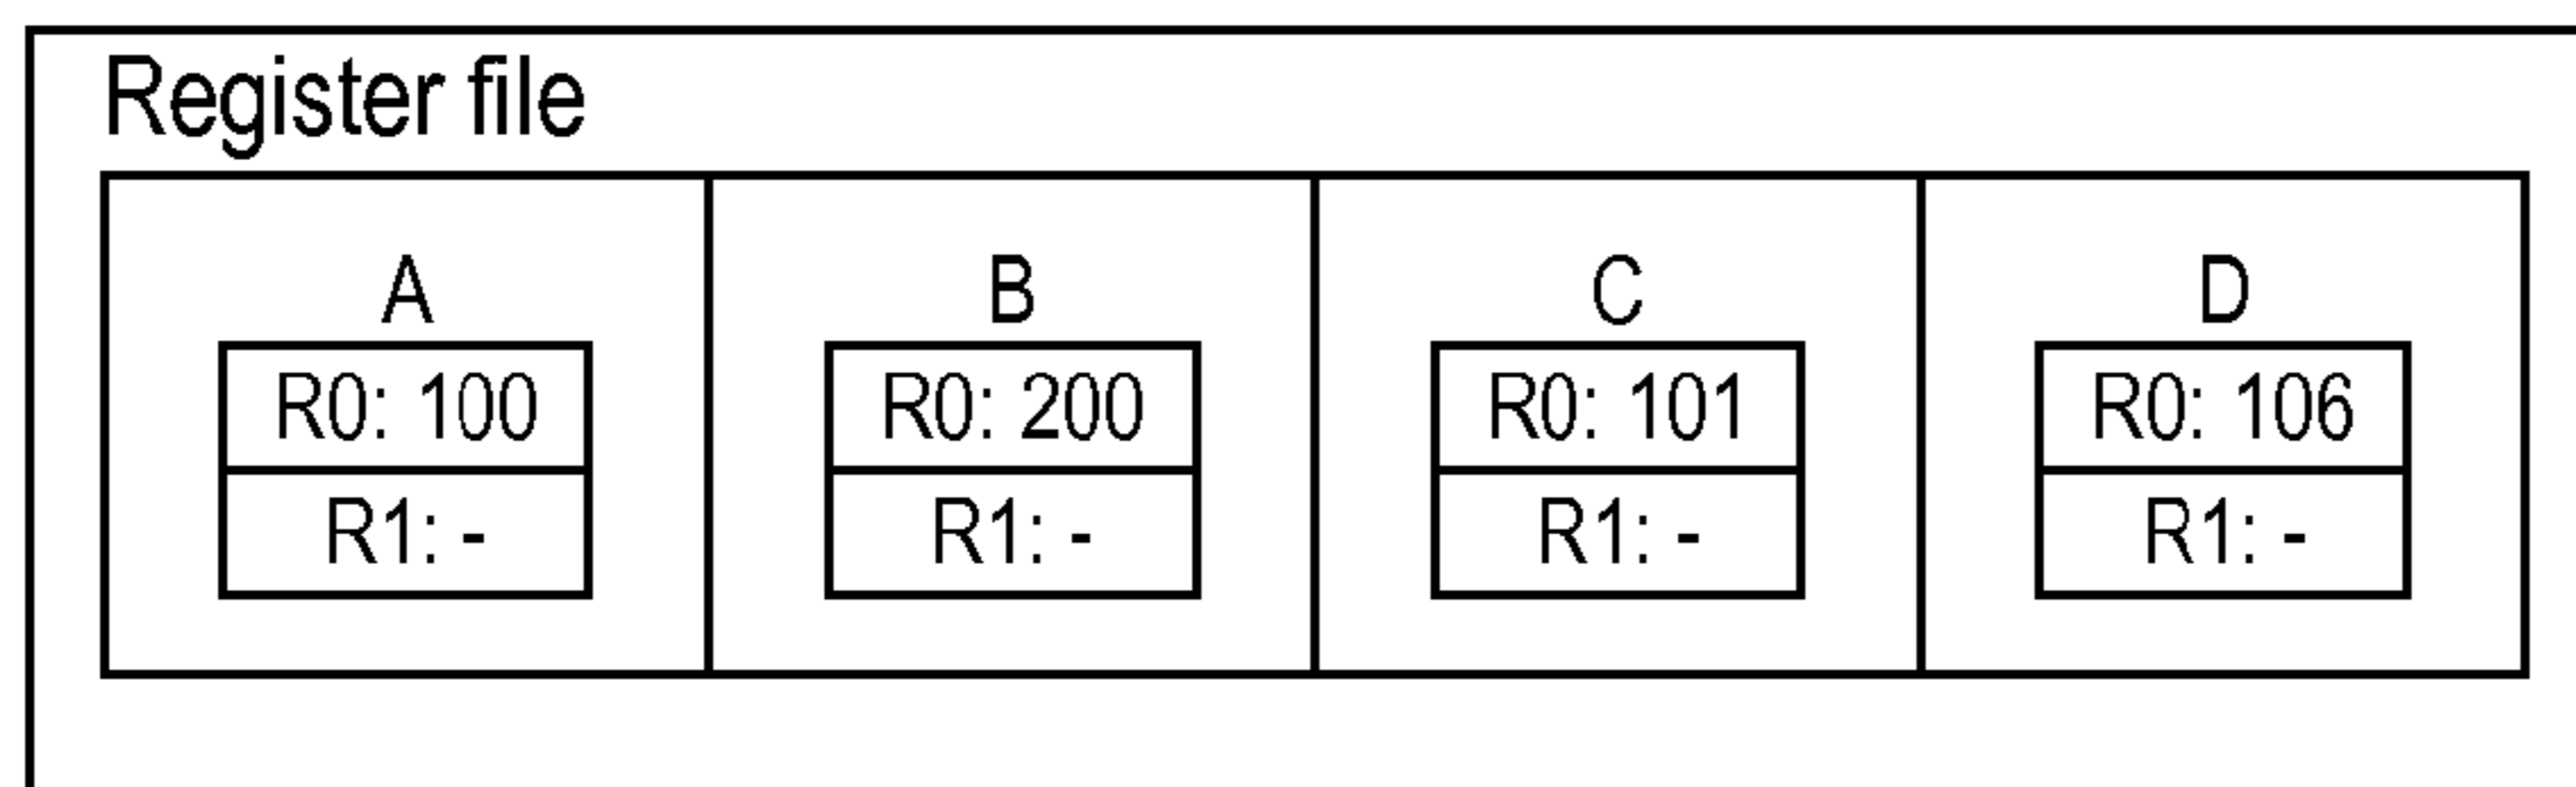 Register file
A B C D
R0: 100 R0: 200 R0: 101 R0: 106
R1: - R1: - R1: - R1: -